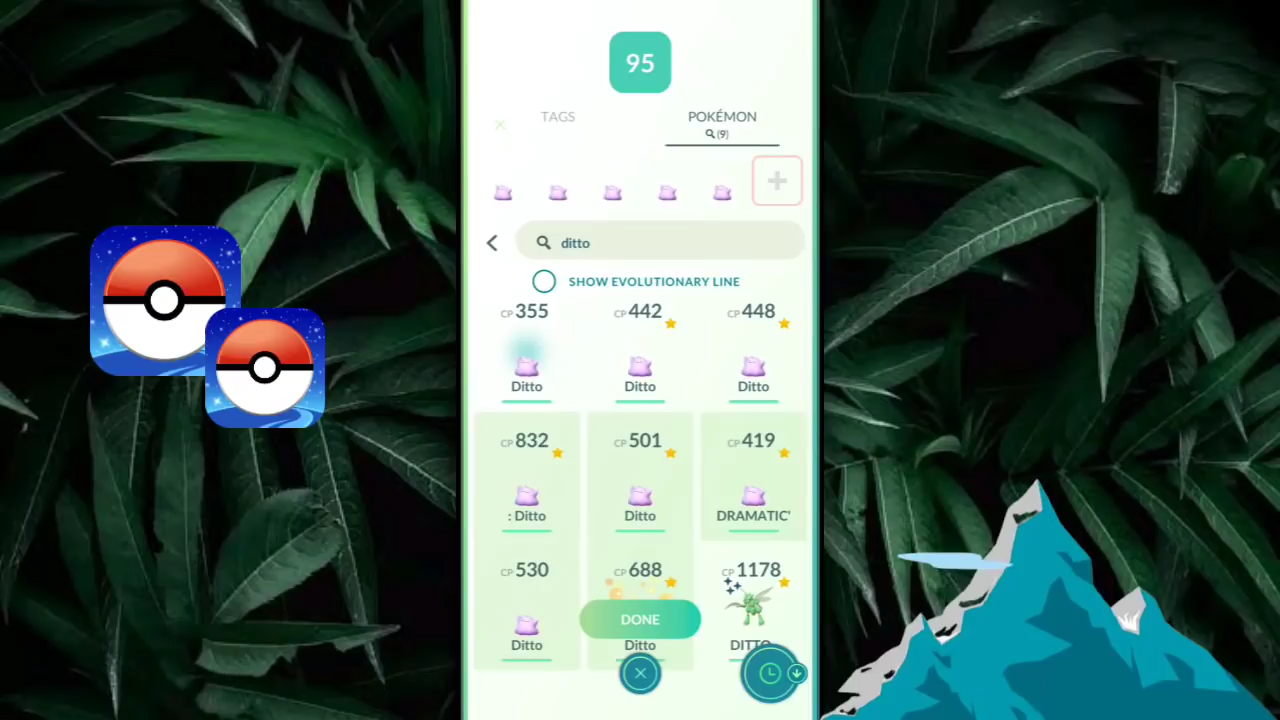 95
TAGS
POKÉMON
(9)
ditto
SHOW EVOLUTIONARY LINE
CP 355
CP 442
CP 448
Ditto
Ditto
Ditto
CP 832
CP 501
CP 419
: Ditto
Ditto
DRAMATIC'
CP 530
CP 688
CP 1178
DONE
Ditto
Ditto
DITTO